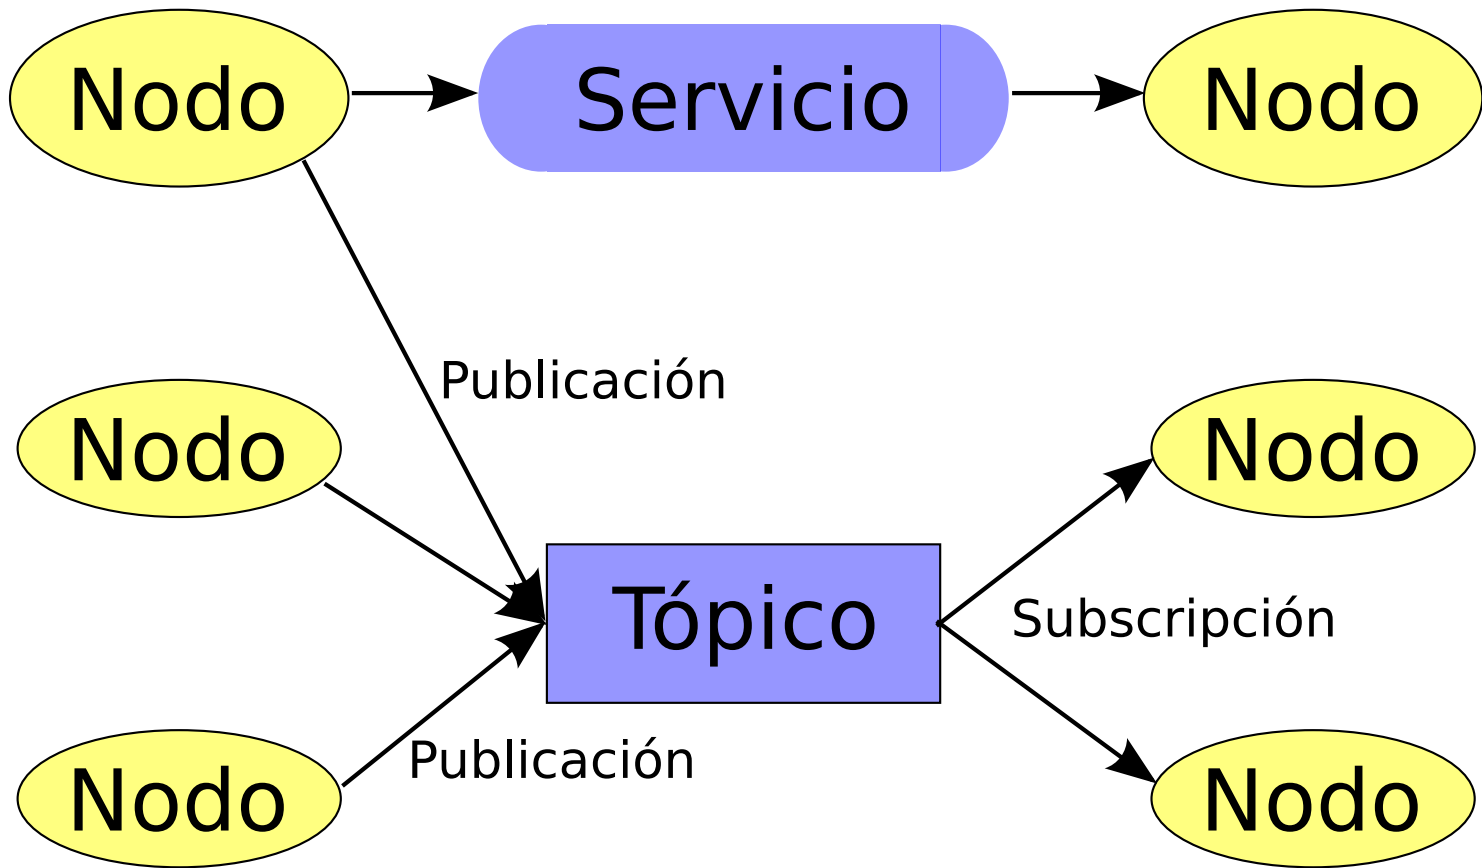 Nodo
Servicio
Nodo
Publicación
Nodo
Nodo
Tópico
Subscripción
Publicación
Nodo
Nodo